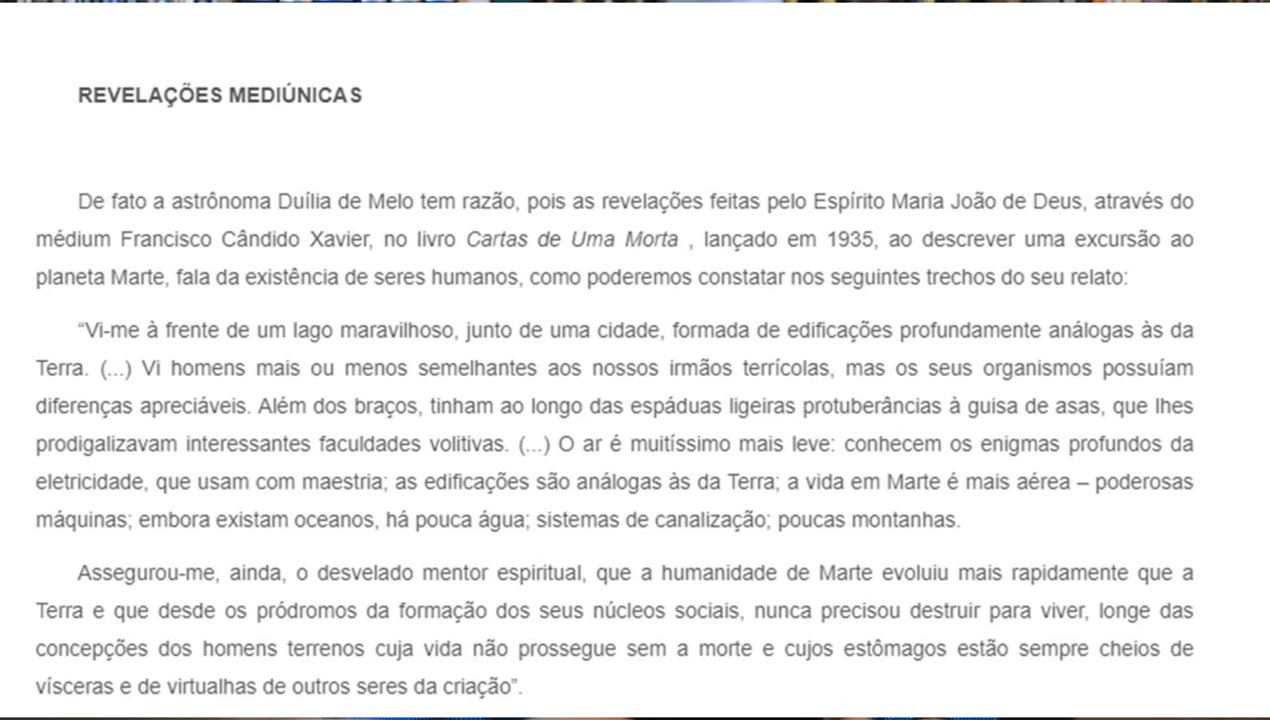 REVELAÇÕES MEDIÚNICAS
De fato a astrônoma Duília de Melo tem razão, pois as revelações feitas pelo Espírito Maria João de Deus, através do
médium Francisco Cândido Xavier, no livro Cartas de Uma Morta , lançado em 1935, ao descrever uma excursão ao
planeta Marte, fala da existência de seres humanos, como poderemos constatar nos seguintes trechos do seu relato:
“Vi-me à frente de um lago maravilhoso, junto de uma cidade, formada de edificações profundamente análogas às da
Terra. (...) Vi homens mais ou menos semelhantes aos nossos irmãos terrícolas, mas os seus organismos possuíam
diferenças apreciáveis. Além dos braços, tinham ao longo das espáduas ligeiras protuberâncias à guisa de asas, que lhes
prodigalizavam interessantes faculdades volitivas. (...) O ar é muitíssimo mais leve: conhecem os enigmas profundos da
eletricidade, que usam com maestria; as edificações são análogas às da Terra; a vida em Marte é mais aérea – poderosas
máquinas; embora existam oceanos, há pouca água; sistemas de canalização; poucas montanhas.
Assegurou-me, ainda, o desvelado mentor espiritual, que a humanidade de Marte evoluiu mais rapidamente que a
Terra e que desde os pródromos da formação dos seus núcleos sociais, nunca precisou destruir para viver, longe das
concepções dos homens terrenos cuja vida não prossegue sem a morte e cujos estômagos estão sempre cheios de
vísceras e de virtualhas de outros seres da criação”.